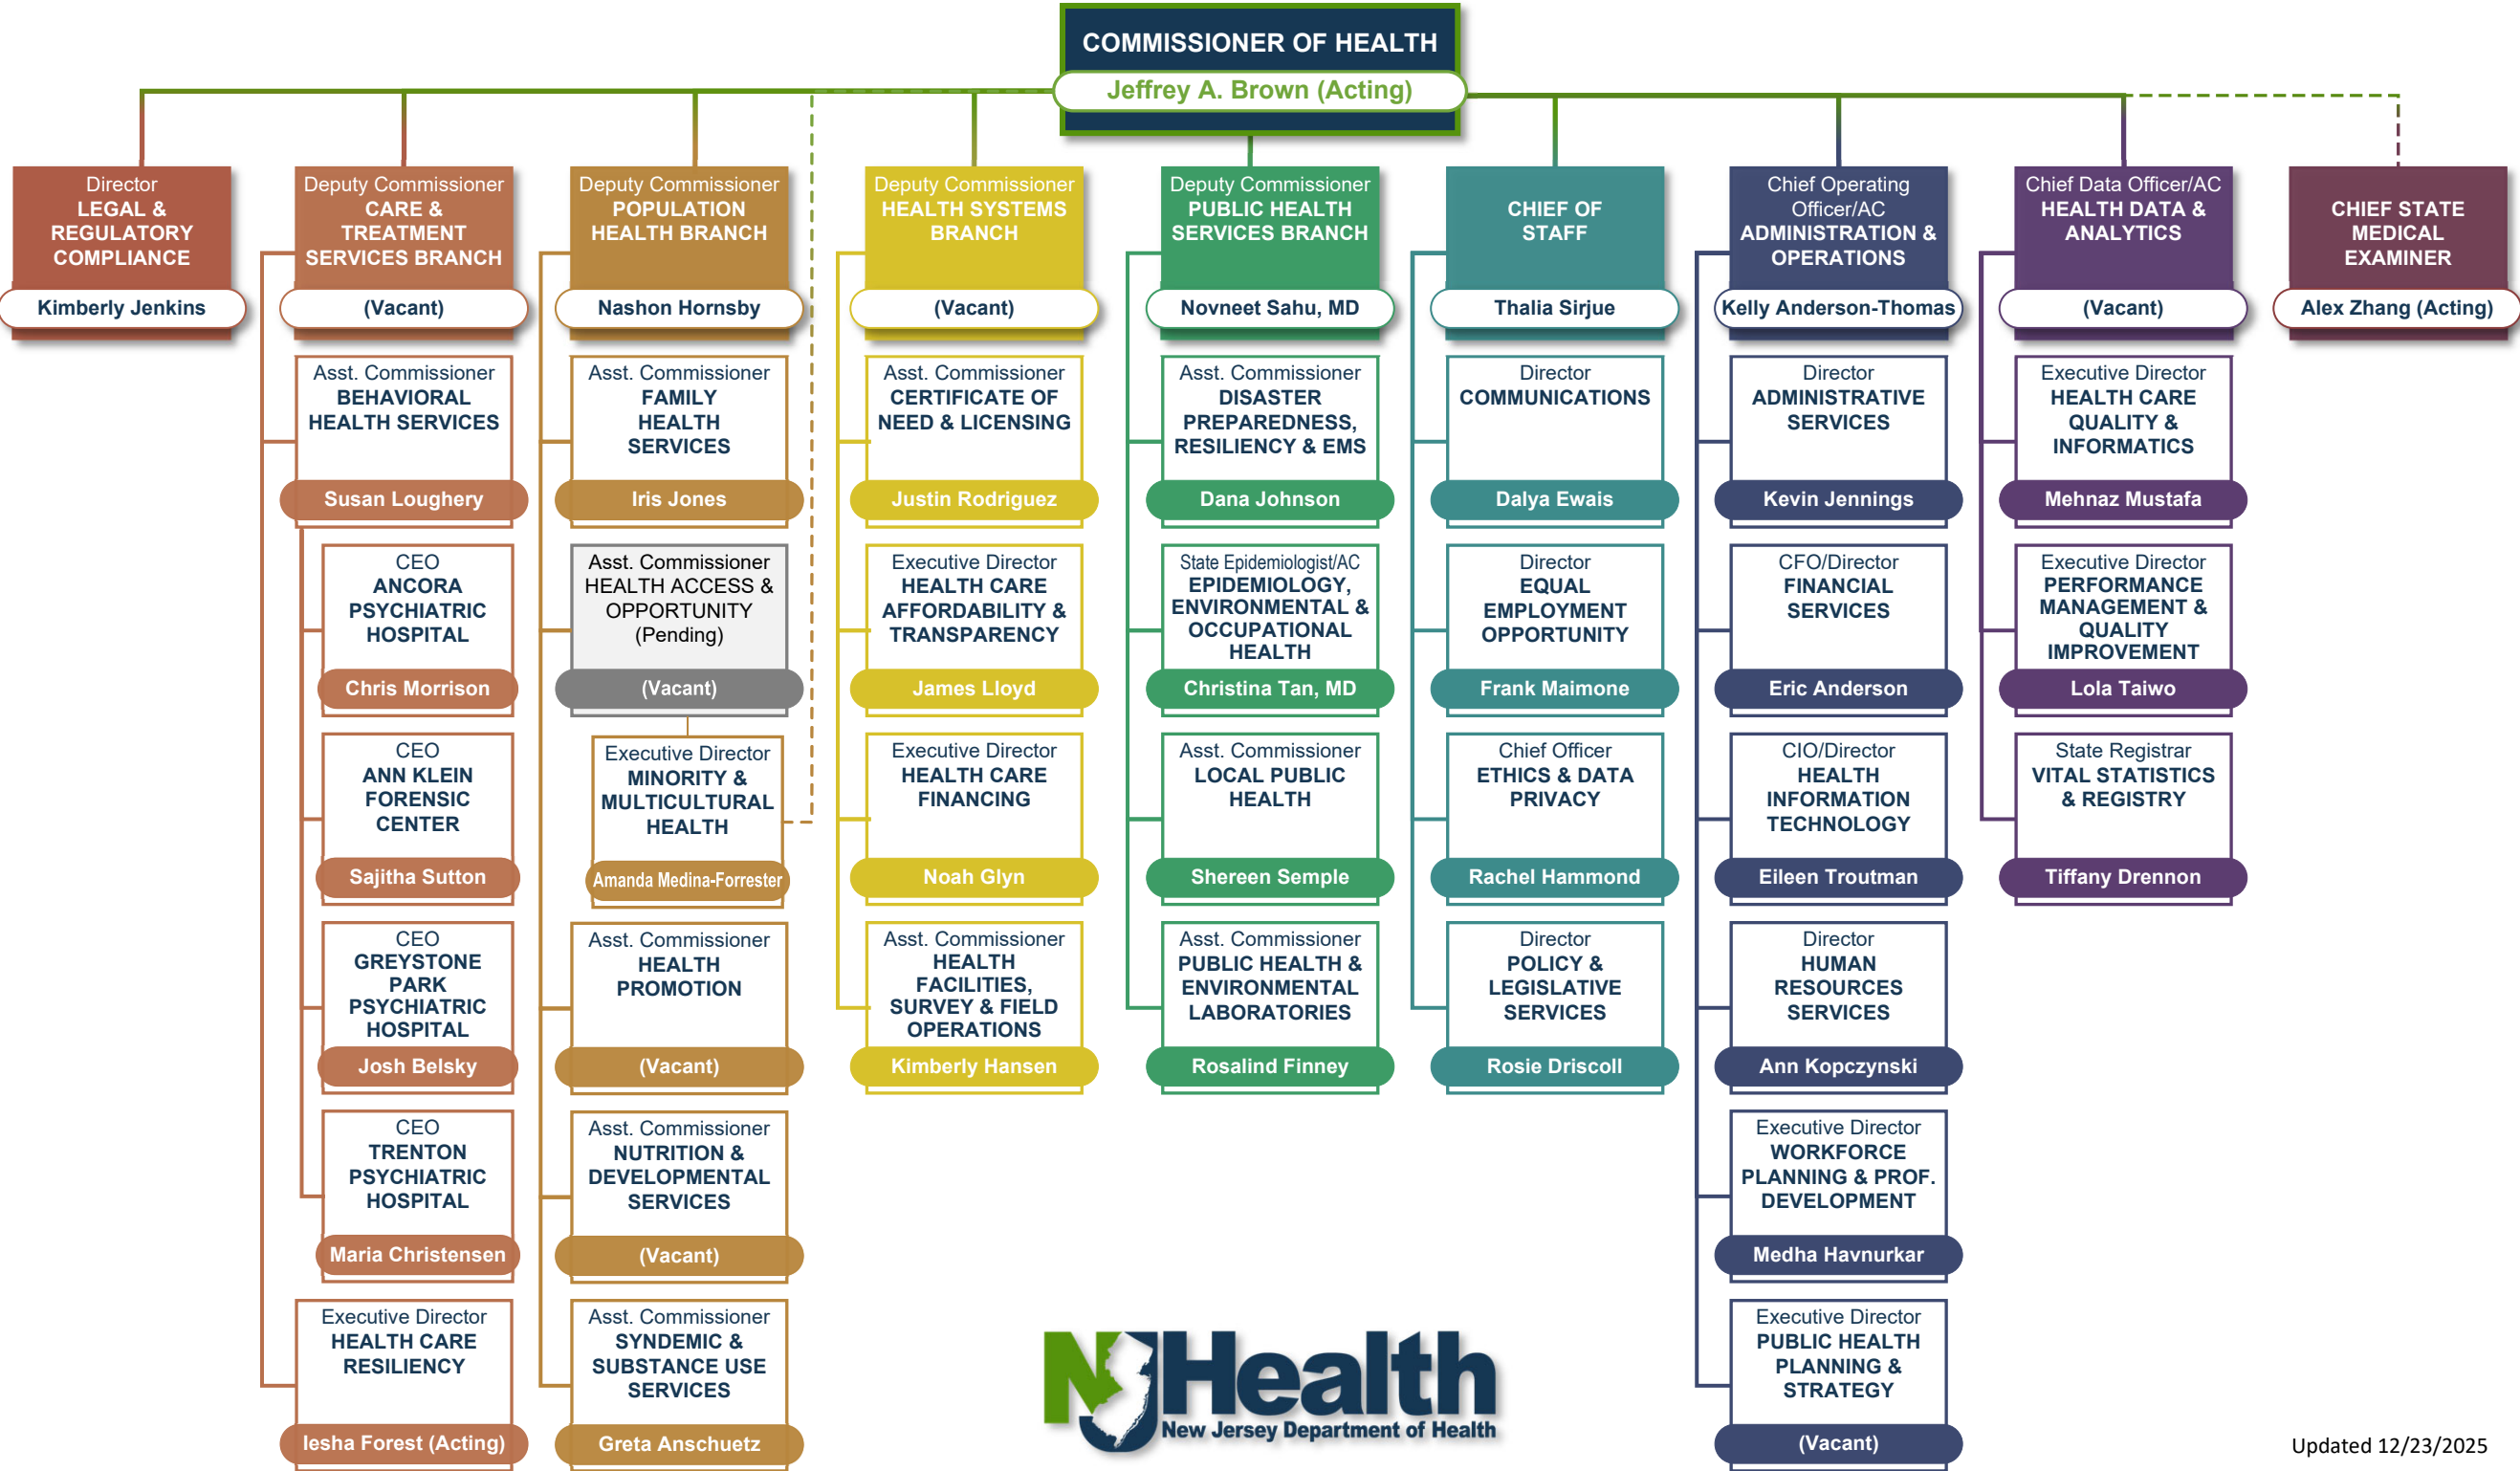 COMMISSIONER OF HEALTH
Jeffrey A. Brown (Acting)
Director
LEGAL &
REGULATORY
COMPLIANCE
Kimberly Jenkins
Deputy Commissioner
CARE &
TREATMENT
SERVICES BRANCH
(Vacant)
Asst. Commissioner
BEHAVIORAL
HEALTH SERVICES
Susan Loughery
CEO
ANCORA
PSYCHIATRIC
HOSPITAL
Chris Morrison
CEO
ANN KLEIN
FORENSIC
CENTER
Sajitha Sutton
CEO
GREYSTONE
PARK
PSYCHIATRIC
HOSPITAL
Josh Belsky
CEO
TRENTON
PSYCHIATRIC
HOSPITAL
Maria Christensen
Executive Director
HEALTH CARE
RESILIENCY
Iesha Forest (Acting)
Deputy Commissioner
POPULATION
HEALTH BRANCH
Nashon Hornsby
Asst. Commissioner
FAMILY
HEALTH
SERVICES
Iris Jones
Asst. Commissioner
HEALTH ACCESS &
OPPORTUNITY
(Pending)
(Vacant)
Executive Director
MINORITY &
MULTICULTURAL
HEALTH
Amanda Medina-Forrester
Asst. Commissioner
HEALTH
PROMOTION
(Vacant)
Asst. Commissioner
NUTRITION &
DEVELOPMENTAL
SERVICES
(Vacant)
Asst. Commissioner
SYNDEMIC &
SUBSTANCE USE
SERVICES
Greta Anschuetz
Deputy Commissioner
HEALTH SYSTEMS
BRANCH
(Vacant)
Asst. Commissioner
CERTIFICATE OF
NEED & LICENSING
Justin Rodriguez
Executive Director
HEALTH CARE
AFFORDABILITY &
TRANSPARENCY
James Lloyd
Executive Director
HEALTH CARE
FINANCING
Noah Glyn
Asst. Commissioner
HEALTH
FACILITIES,
SURVEY & FIELD
OPERATIONS
Kimberly Hansen
Deputy Commissioner
PUBLIC HEALTH
SERVICES BRANCH
Novneet Sahu, MD
Asst. Commissioner
DISASTER
PREPAREDNESS,
RESILIENCY & EMS
Dana Johnson
State Epidemiologist/AC
EPIDEMIOLOGY,
ENVIRONMENTAL &
OCCUPATIONAL
HEALTH
Christina Tan, MD
Asst. Commissioner
LOCAL PUBLIC
HEALTH
Shereen Semple
Asst. Commissioner
PUBLIC HEALTH &
ENVIRONMENTAL
LABORATORIES
Rosalind Finney
CHIEF OF
STAFF
Thalia Sirjue
Director
COMMUNICATIONS
Dalya Ewais
Director
EQUAL
EMPLOYMENT
OPPORTUNITY
Frank Maimone
Chief Officer
ETHICS & DATA
PRIVACY
Rachel Hammond
Director
POLICY &
LEGISLATIVE
SERVICES
Rosie Driscoll
Chief Operating
Officer/AC
ADMINISTRATION &
OPERATIONS
Kelly Anderson-Thomas
Director
ADMINISTRATIVE
SERVICES
Kevin Jennings
CFO/Director
FINANCIAL
SERVICES
Eric Anderson
CIO/Director
HEALTH
INFORMATION
TECHNOLOGY
Eileen Troutman
Director
HUMAN
RESOURCES
SERVICES
Ann Kopczynski
Executive Director
WORKFORCE
PLANNING & PROF.
DEVELOPMENT
Medha Havnurkar
Executive Director
PUBLIC HEALTH
PLANNING &
STRATEGY
(Vacant)
Chief Data Officer/AC
HEALTH DATA &
ANALYTICS
(Vacant)
Executive Director
HEALTH CARE
QUALITY &
INFORMATICS
Mehnaz Mustafa
Executive Director
PERFORMANCE
MANAGEMENT &
QUALITY
IMPROVEMENT
Lola Taiwo
State Registrar
VITAL STATISTICS
& REGISTRY
Tiffany Drennon
CHIEF STATE
MEDICAL
EXAMINER
Alex Zhang (Acting)
NJHealth
New Jersey Department of Health
Updated 12/23/2025